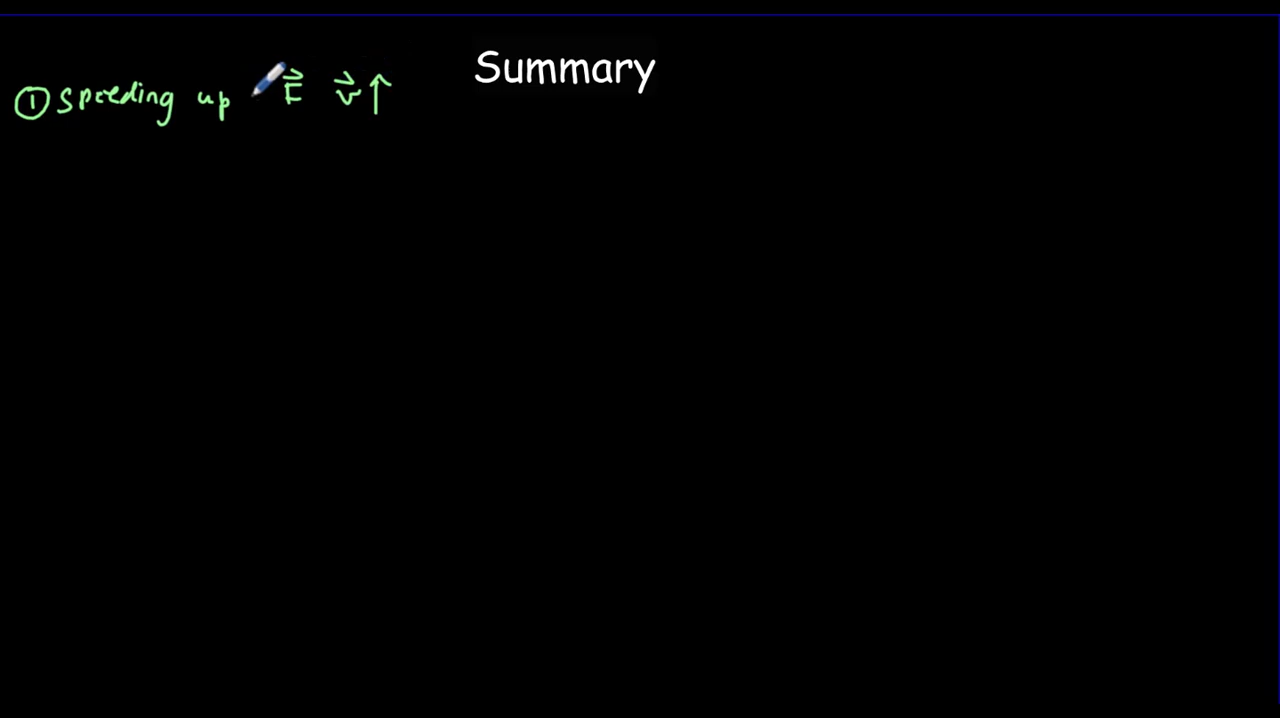 Summary
① Speeding up F⃗ v⃗ ↑